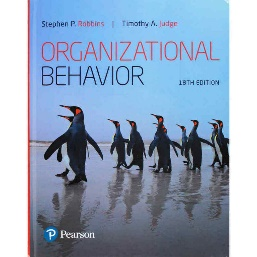 Stephen P. Robbins | Timothy A. Judge
ORGANIZATIONAL
BEHAVIOR
18TH EDITION
Pearson